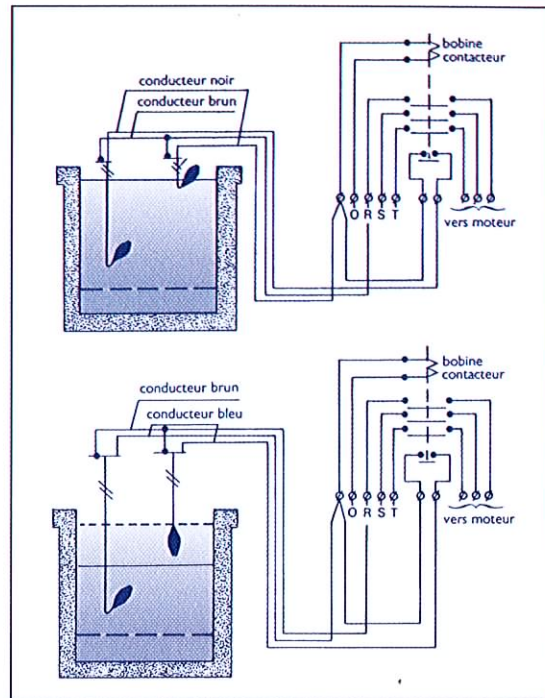 bobine
contacteur
conducteur noir
conducteur brun
O R S T
vers moteur
bobine
contacteur
conducteur brun
conducteur bleu
O R S T
vers moteur